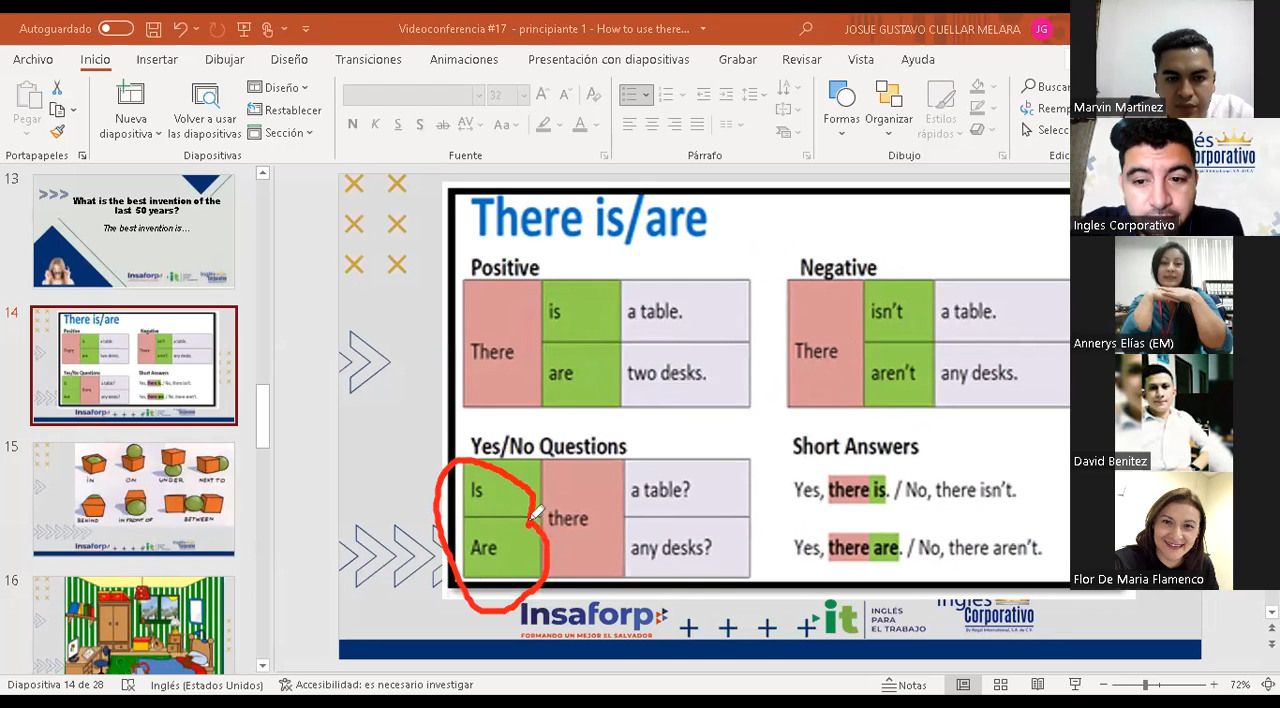 Autoguardado
Videoconferencia #17 - principiante 1 - How to use there...
JOSUE GUSTAVO CUELLAR MELARA
JG
Archivo Inicio Insertar Dibujar Diseño Transiciones Animaciones Presentación con diapositivas Grabar Revisar Vista Ayuda
Pegar
Nueva diapositiva
Volver a usar las diapositivas
Diseño
Restablecer
Sección
32
N K S ab Aa A
Formas
Organizar
Estilos rápidos
Buscar
Portapapeles Diapositivas Fuente Párrafo Dibujo
13
What is the best invention of the
last 50 years?
The best invention is...
Insaforp it
14
There is/are
15
IN ON UNDER NEXT TO
BEHIND IN FRONT OF BETWEEN
16
There is/are
Positive
There
is a table.
are two desks.
Negative
There
isn't a table.
aren't any desks.
Yes/No Questions
Is
Are
there
a table?
any desks?
Short Answers
Yes, there is. / No, there isn't.
Yes, there are. / No, there aren't.
Insaforp
FORMANDO UN MEJOR EL SALVADOR
it
INGLÉS
PARA
EL TRABAJO
Inglés
Corporativo
Marvin Martinez
Ingles Corporativo
Annerys Elías (EM)
David Benitez
Flor De Maria Flamenco
Diapositiva 14 de 28
Inglés (Estados Unidos)
Accesibilidad: es necesario investigar
Notas
72%